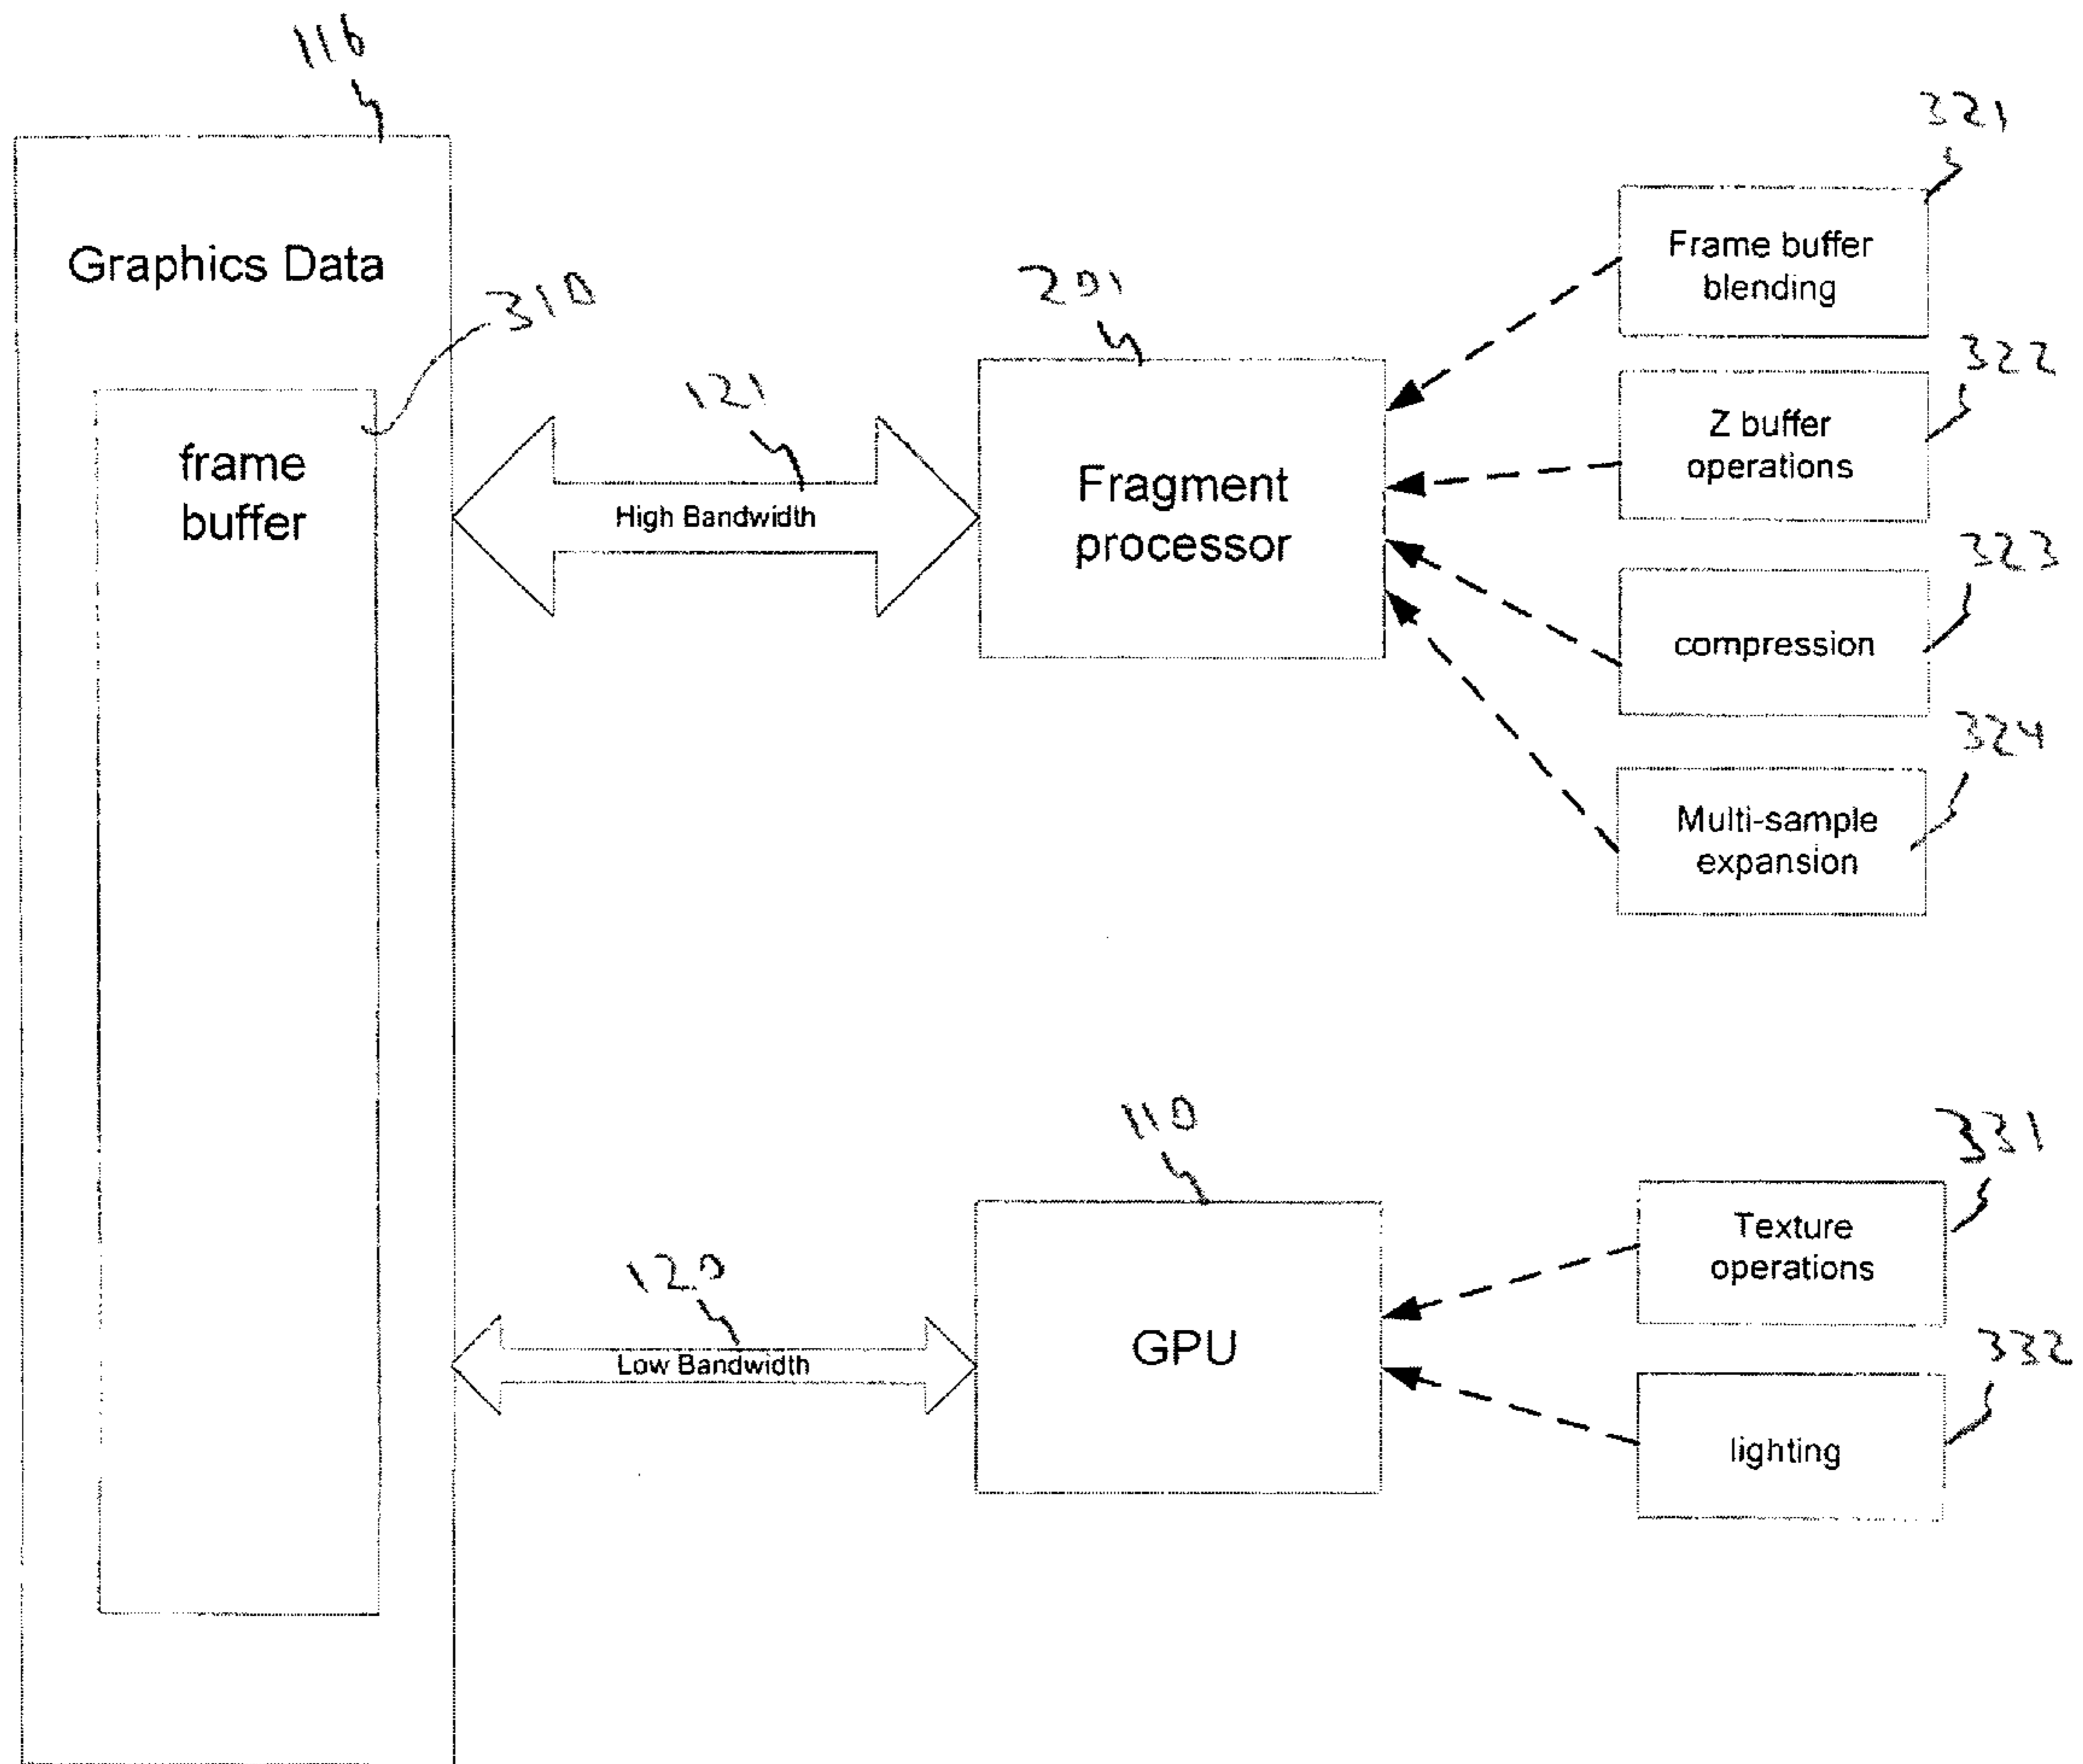 116
Graphics Data
310
frame
buffer
121
High Bandwidth
201
Fragment
processor
321
Frame buffer
blending
322
Z buffer
operations
323
compression
324
Multi-sample
expansion
120
Low Bandwidth
110
GPU
331
Texture
operations
332
lighting